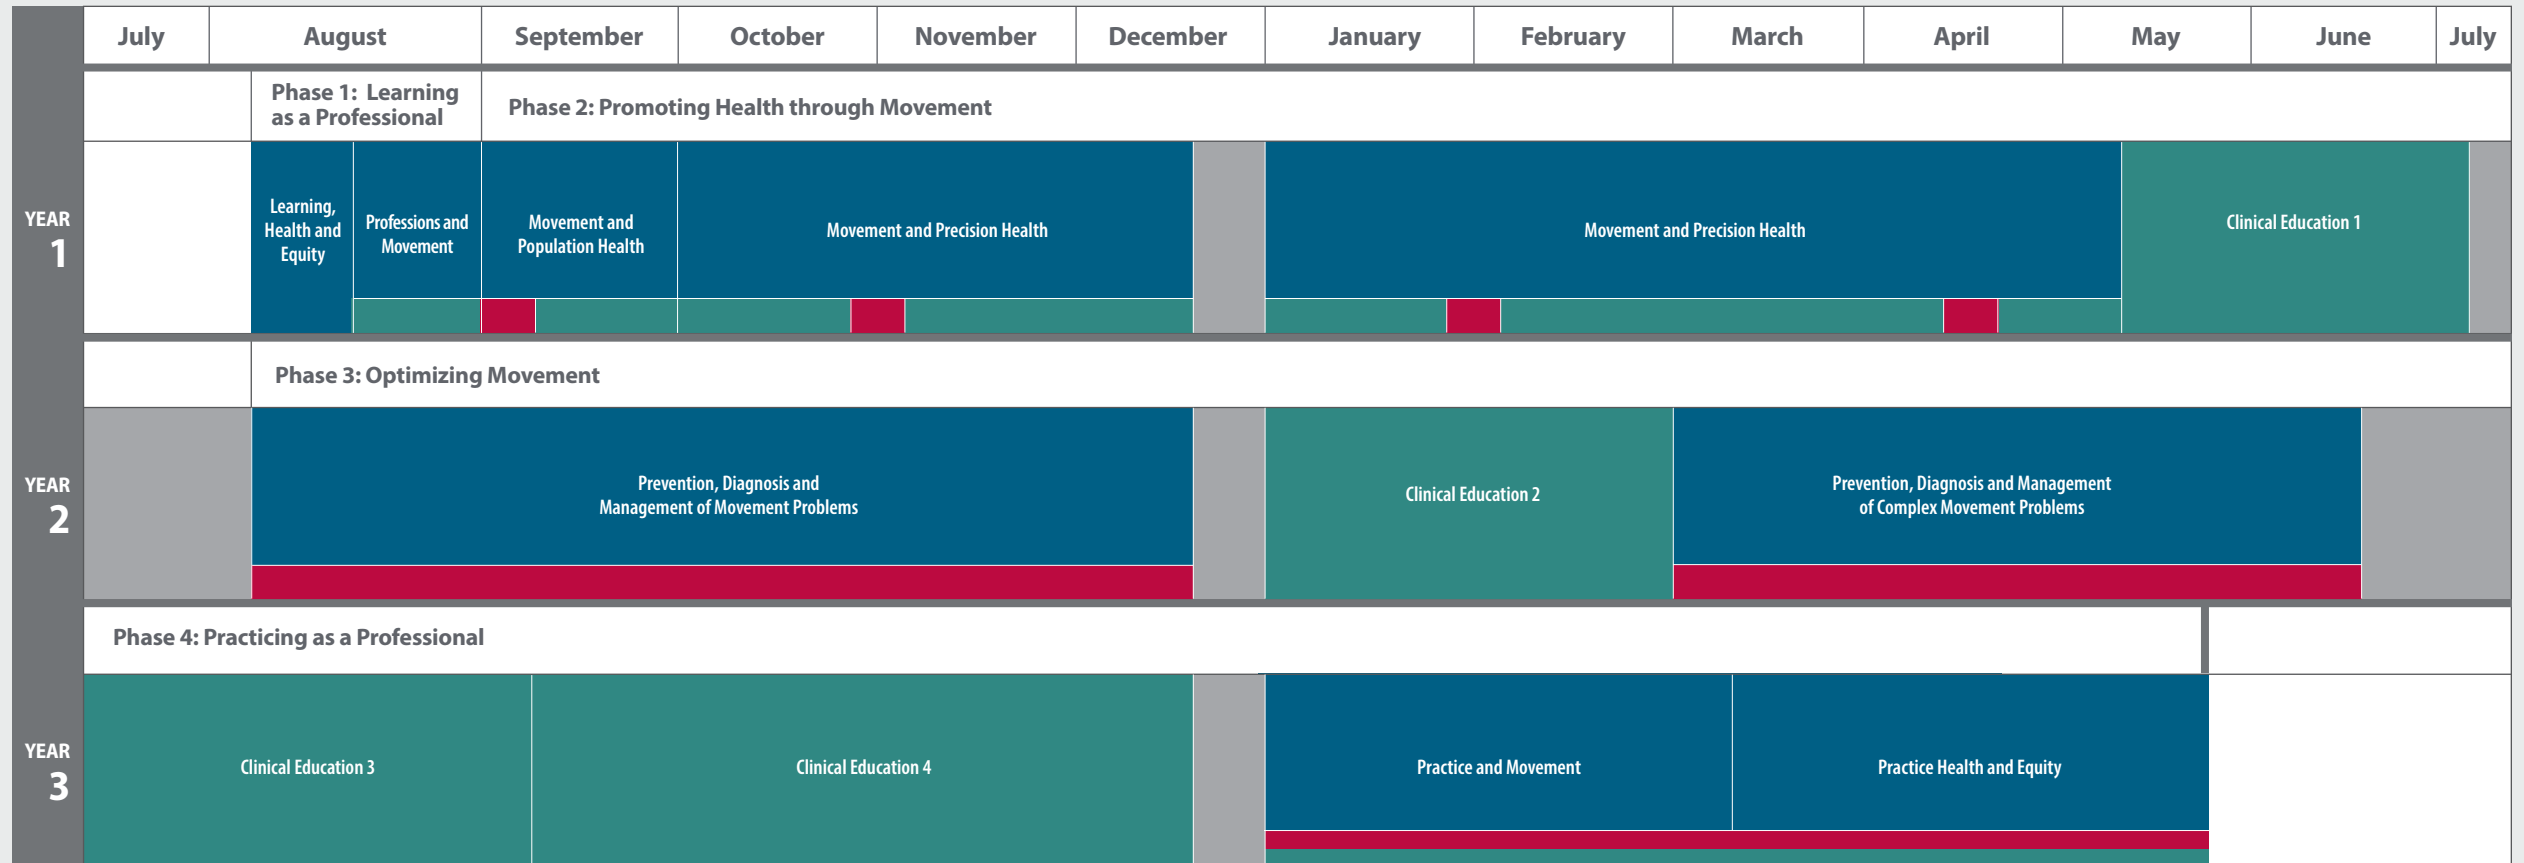 July August September October November December January February March April May June July
Phase 1: Learning
as a Professional
Phase 2: Promoting Health through Movement
YEAR
1
Learning,
Health and
Equity
Professions and
Movement
Movement and
Population Health
Movement and Precision Health
Movement and Precision Health
Clinical Education 1
Phase 3: Optimizing Movement
YEAR
2
Prevention, Diagnosis and
Management of Movement Problems
Clinical Education 2
Prevention, Diagnosis and Management
of Complex Movement Problems
Phase 4: Practicing as a Professional
YEAR
3
Clinical Education 3
Clinical Education 4
Practice and Movement
Practice Health and Equity